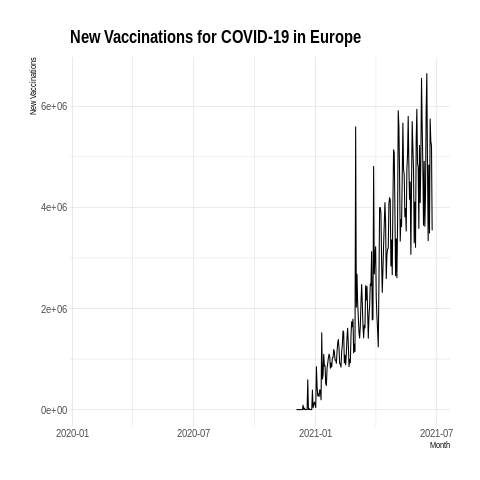 New Vaccinations for COVID-19 in Europe
New Vaccinations
6e+06
4e+06
2e+06
0e+00
2020-01
2020-07
2021-01
2021-07
Month